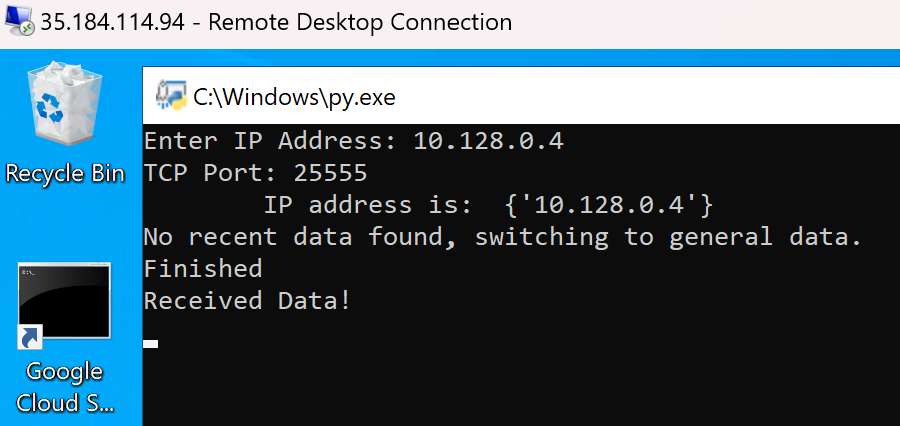 35.184.114.94 - Remote Desktop Connection
Recycle Bin
Google
Cloud S...
C:\Windows\py.exe
Enter IP Address: 10.128.0.4
TCP Port: 25555
        IP address is:  {'10.128.0.4'}
No recent data found, switching to general data.
Finished
Received Data!